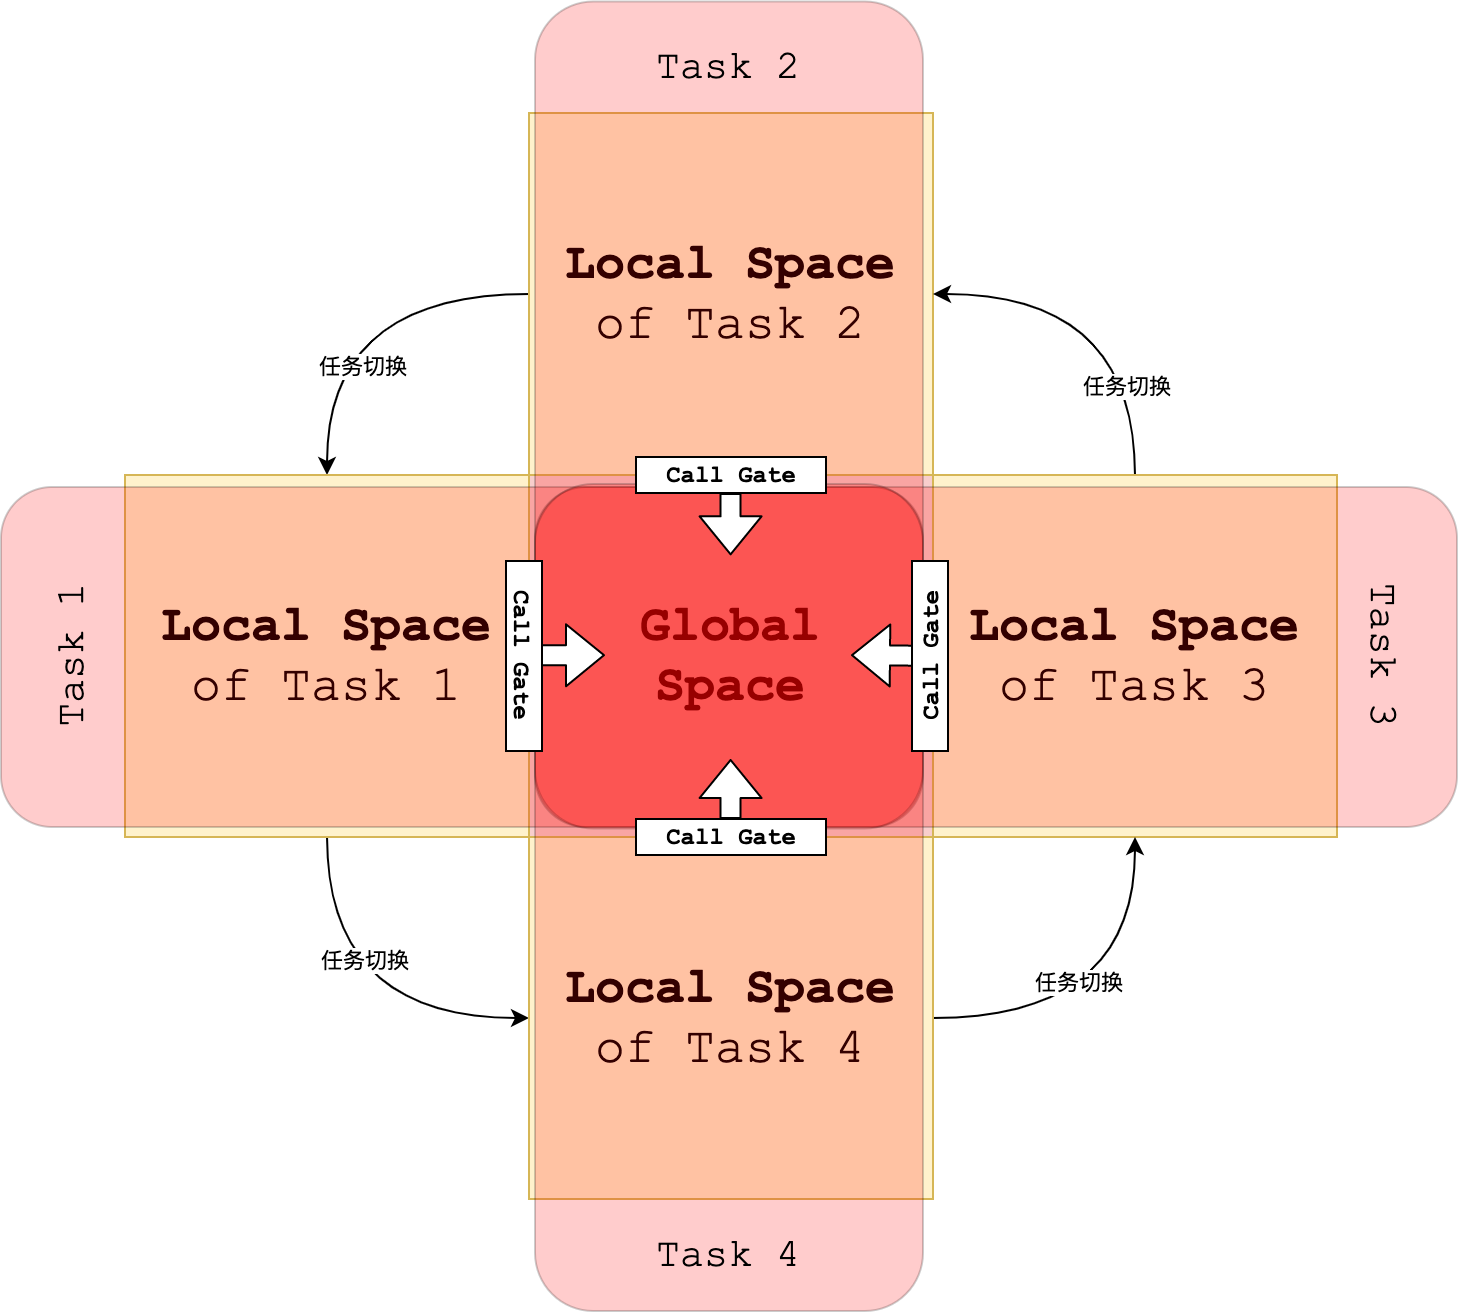 Task 2
Local Space
of Task 2
任务切换
任务切换
Call Gate
Task 1
Local Space
of Task 1
Call Gate
Global
Space
Call Gate
Local Space
of Task 3
Task 3
Call Gate
任务切换
任务切换
Local Space
of Task 4
Task 4